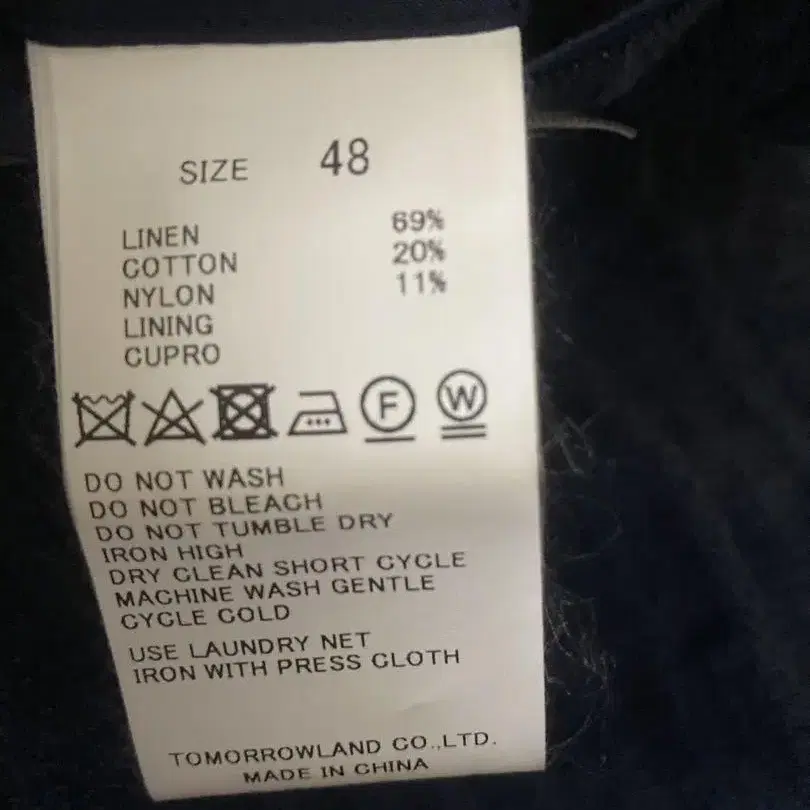 SIZE 48
LINEN 69%
COTTON 20%
NYLON 11%
LINING
CUPRO
F W
DO NOT WASH
DO NOT BLEACH
DO NOT TUMBLE DRY
IRON HIGH
DRY CLEAN SHORT CYCLE
MACHINE WASH GENTLE
CYCLE COLD
USE LAUNDRY NET
IRON WITH PRESS CLOTH
TOMORROWLAND CO.,LTD.
MADE IN CHINA